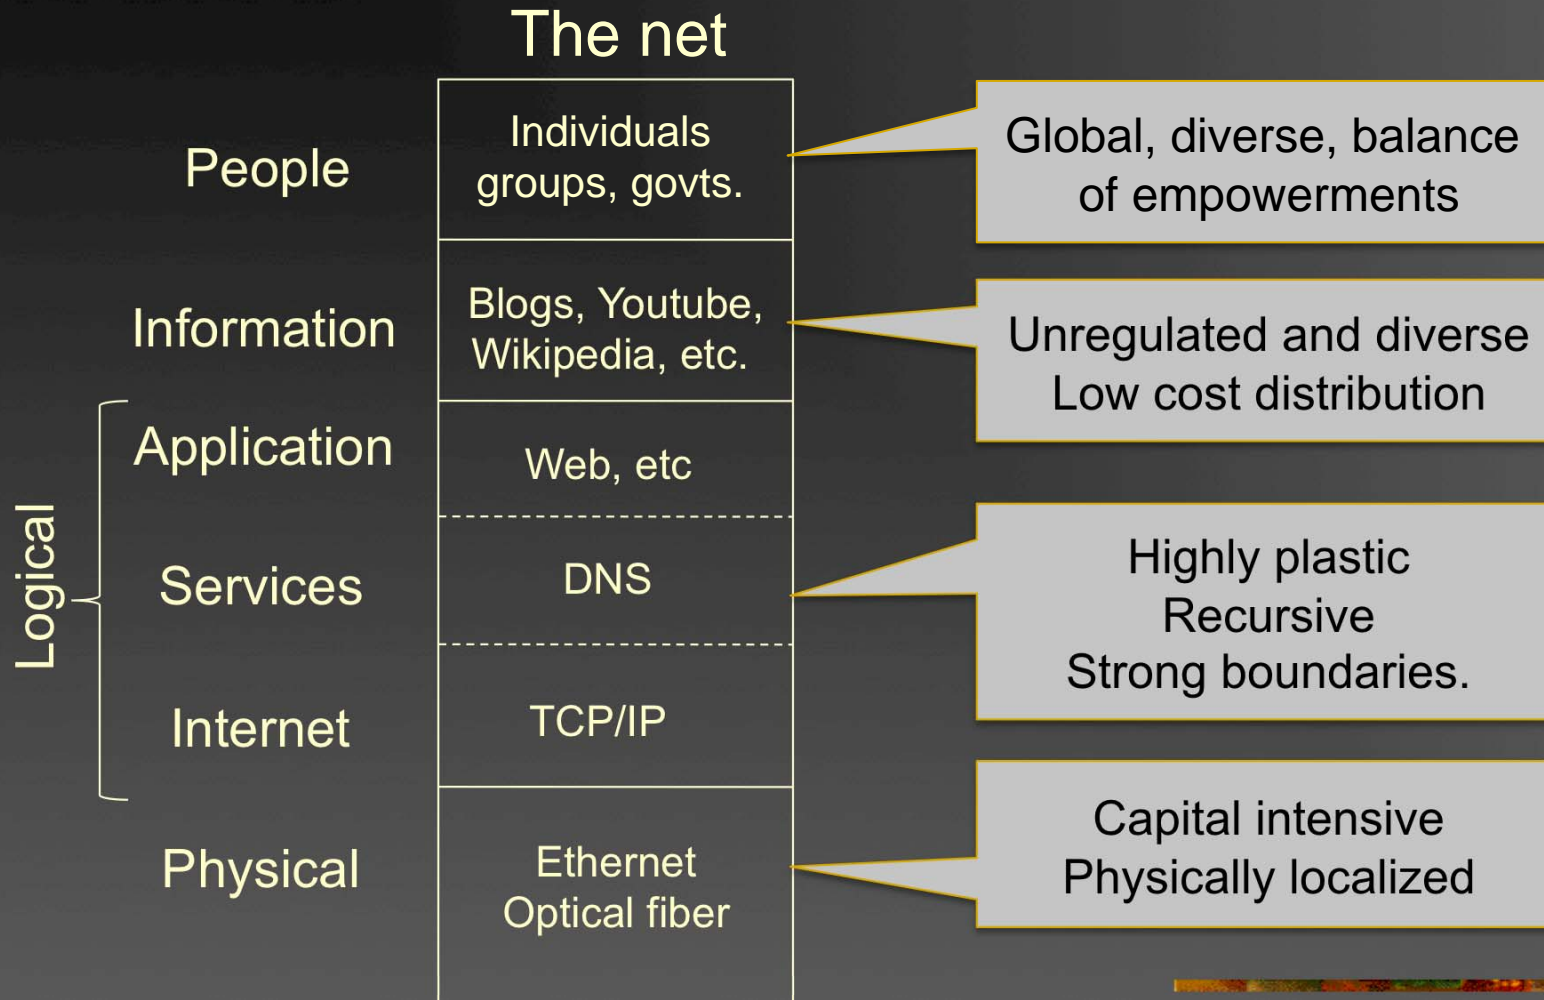 The net
People
Individuals
groups, govts.
Global, diverse, balance
of empowerments
Information
Blogs, Youtube,
Wikipedia, etc.
Unregulated and diverse
Low cost distribution
Logical
Application
Web, etc
Services
DNS
Highly plastic
Recursive
Strong boundaries.
Internet
TCP/IP
Physical
Ethernet
Optical fiber
Capital intensive
Physically localized